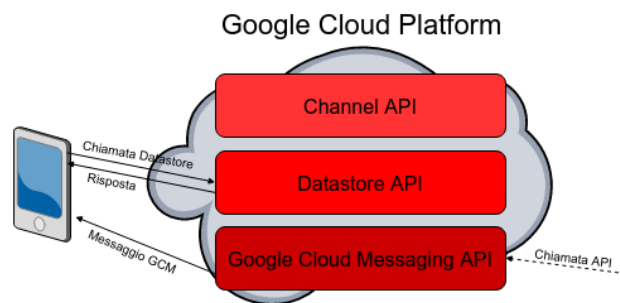 Google Cloud Platform
Channel API
Chiamata Datastore
Datastore API
Risposta
Messaggio GCM
Google Cloud Messaging API
Chiamata API